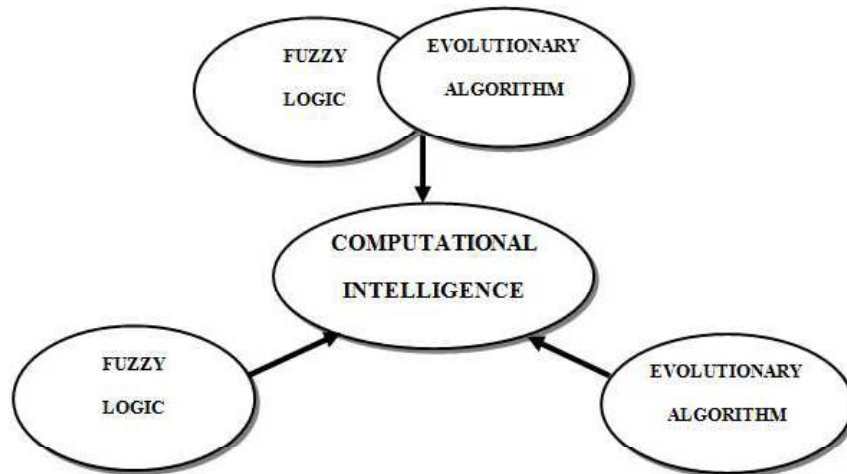 FUZZY
LOGIC
EVOLUTIONARY
ALGORITHM
COMPUTATIONAL
INTELLIGENCE
FUZZY
LOGIC
EVOLUTIONARY
ALGORITHM